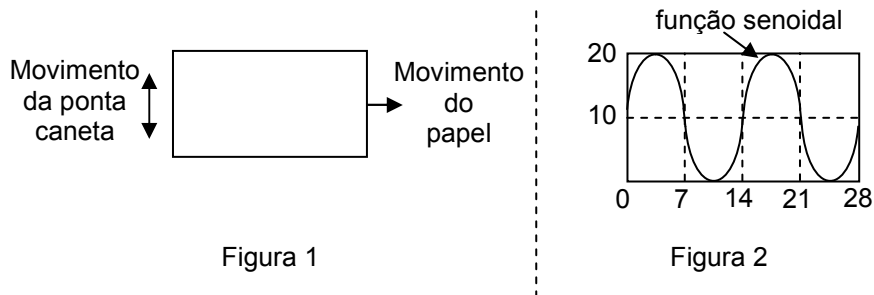 Movimento
da ponta
caneta
Movimento
do
papel
Figura 1
função senoidal
20
10
0 7 14 21 28
Figura 2